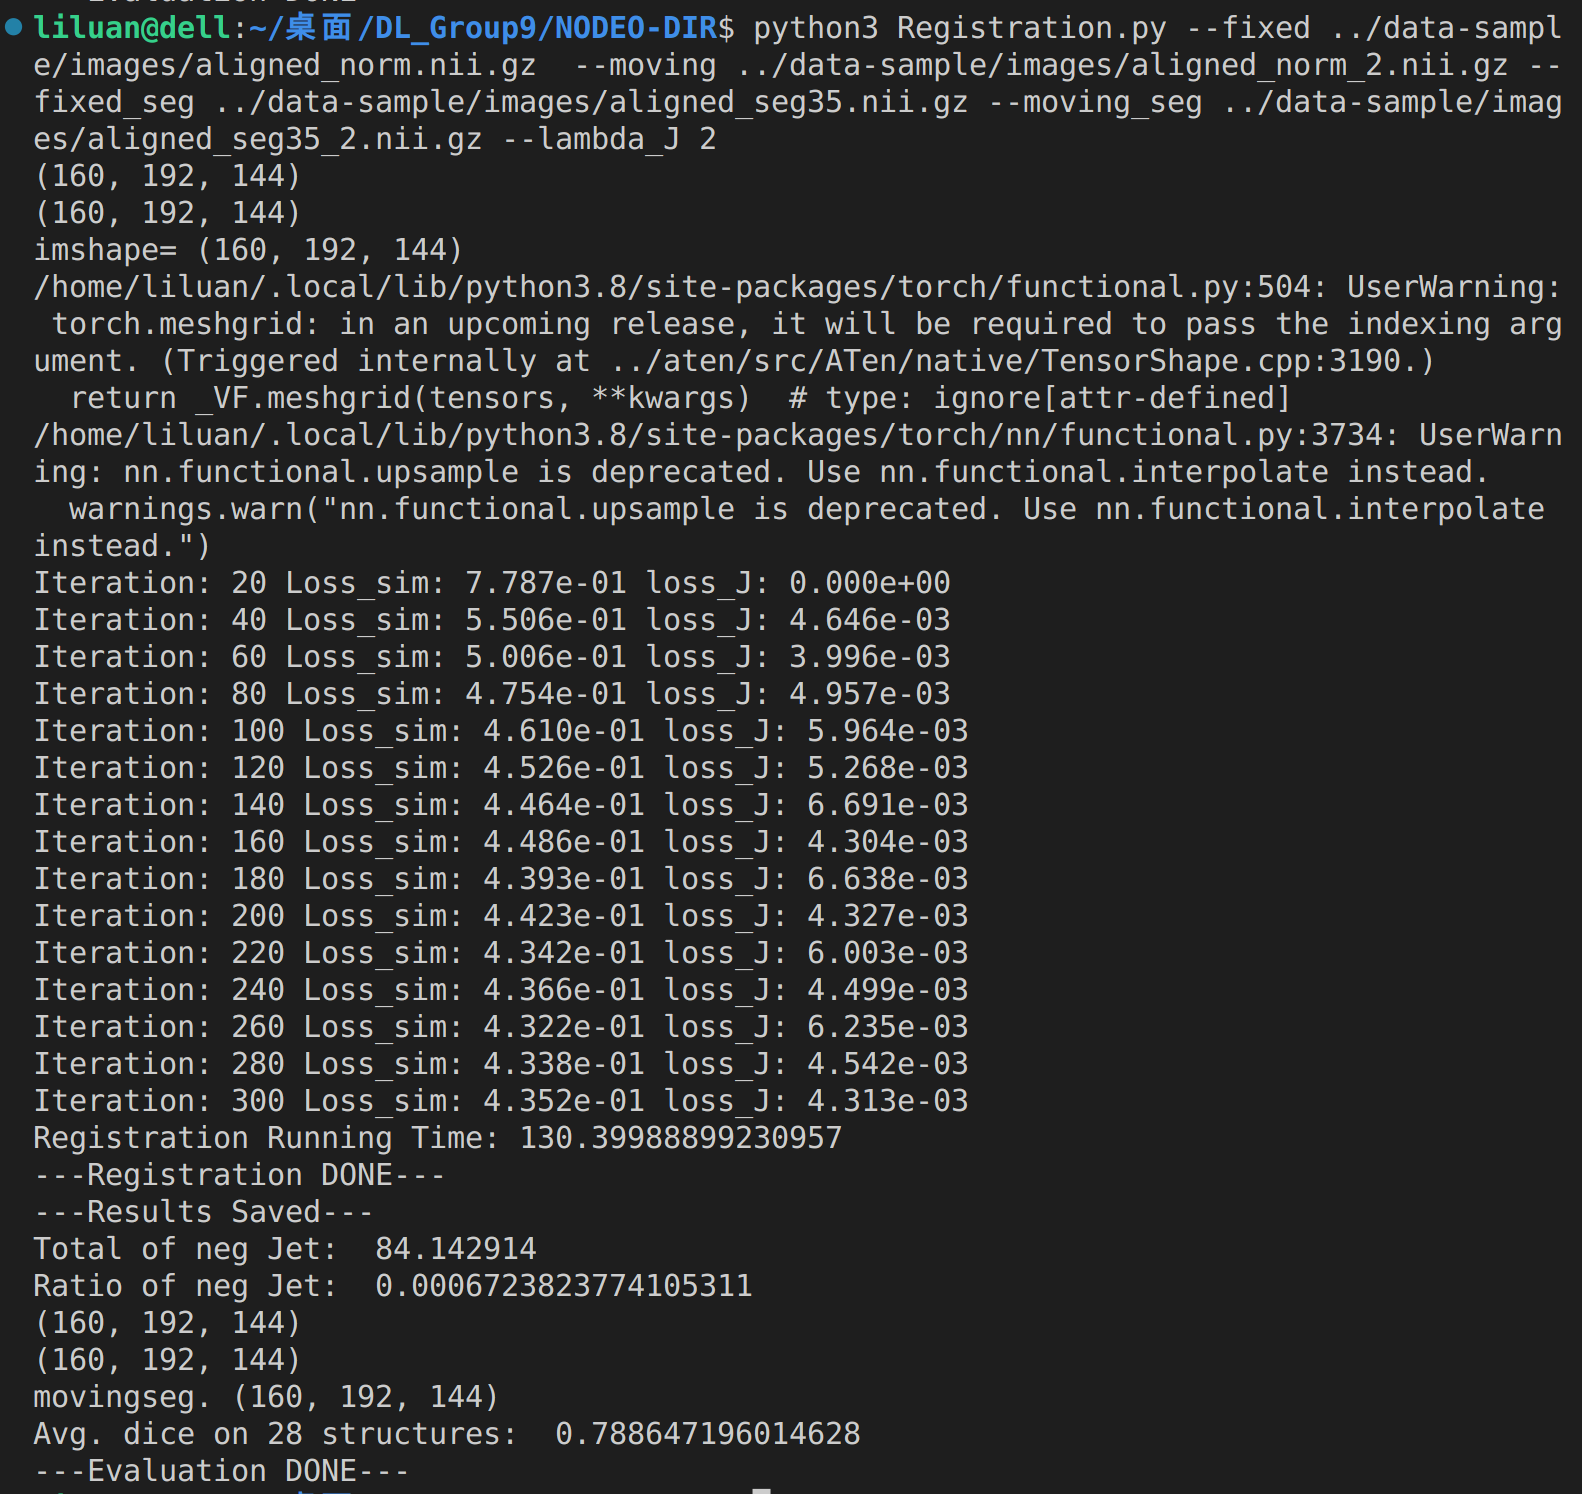 liluan@dell:~/桌面/DL_Group9/NODEO-DIR$ python3 Registration.py --fixed ../data-sampl
e/images/aligned_norm.nii.gz  --moving ../data-sample/images/aligned_norm_2.nii.gz --
fixed_seg ../data-sample/images/aligned_seg35.nii.gz --moving_seg ../data-sample/imag
es/aligned_seg35_2.nii.gz --lambda_J 2
(160, 192, 144)
(160, 192, 144)
imshape= (160, 192, 144)
/home/liluan/.local/lib/python3.8/site-packages/torch/functional.py:504: UserWarning:
 torch.meshgrid: in an upcoming release, it will be required to pass the indexing arg
ument. (Triggered internally at ../aten/src/ATen/native/TensorShape.cpp:3190.)
  return _VF.meshgrid(tensors, **kwargs)  # type: ignore[attr-defined]
/home/liluan/.local/lib/python3.8/site-packages/torch/nn/functional.py:3734: UserWarn
ing: nn.functional.upsample is deprecated. Use nn.functional.interpolate instead.
  warnings.warn("nn.functional.upsample is deprecated. Use nn.functional.interpolate
instead.")
Iteration: 20 Loss_sim: 7.787e-01 loss_J: 0.000e+00
Iteration: 40 Loss_sim: 5.506e-01 loss_J: 4.646e-03
Iteration: 60 Loss_sim: 5.006e-01 loss_J: 3.996e-03
Iteration: 80 Loss_sim: 4.754e-01 loss_J: 4.957e-03
Iteration: 100 Loss_sim: 4.610e-01 loss_J: 5.964e-03
Iteration: 120 Loss_sim: 4.526e-01 loss_J: 5.268e-03
Iteration: 140 Loss_sim: 4.464e-01 loss_J: 6.691e-03
Iteration: 160 Loss_sim: 4.486e-01 loss_J: 4.304e-03
Iteration: 180 Loss_sim: 4.393e-01 loss_J: 6.638e-03
Iteration: 200 Loss_sim: 4.423e-01 loss_J: 4.327e-03
Iteration: 220 Loss_sim: 4.342e-01 loss_J: 6.003e-03
Iteration: 240 Loss_sim: 4.366e-01 loss_J: 4.499e-03
Iteration: 260 Loss_sim: 4.322e-01 loss_J: 6.235e-03
Iteration: 280 Loss_sim: 4.338e-01 loss_J: 4.542e-03
Iteration: 300 Loss_sim: 4.352e-01 loss_J: 4.313e-03
Registration Running Time: 130.39988899230957
---Registration DONE---
---Results Saved---
Total of neg Jet:  84.142914
Ratio of neg Jet:  0.0006723823774105311
(160, 192, 144)
(160, 192, 144)
movingseg. (160, 192, 144)
Avg. dice on 28 structures:  0.788647196014628
---Evaluation DONE---